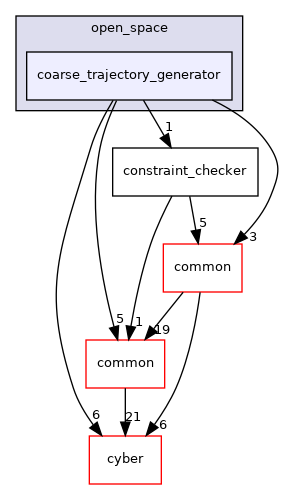 open_space
coarse_trajectory_generator
1
constraint_checker
5
3
common
5
1
19
common
6
21
6
cyber